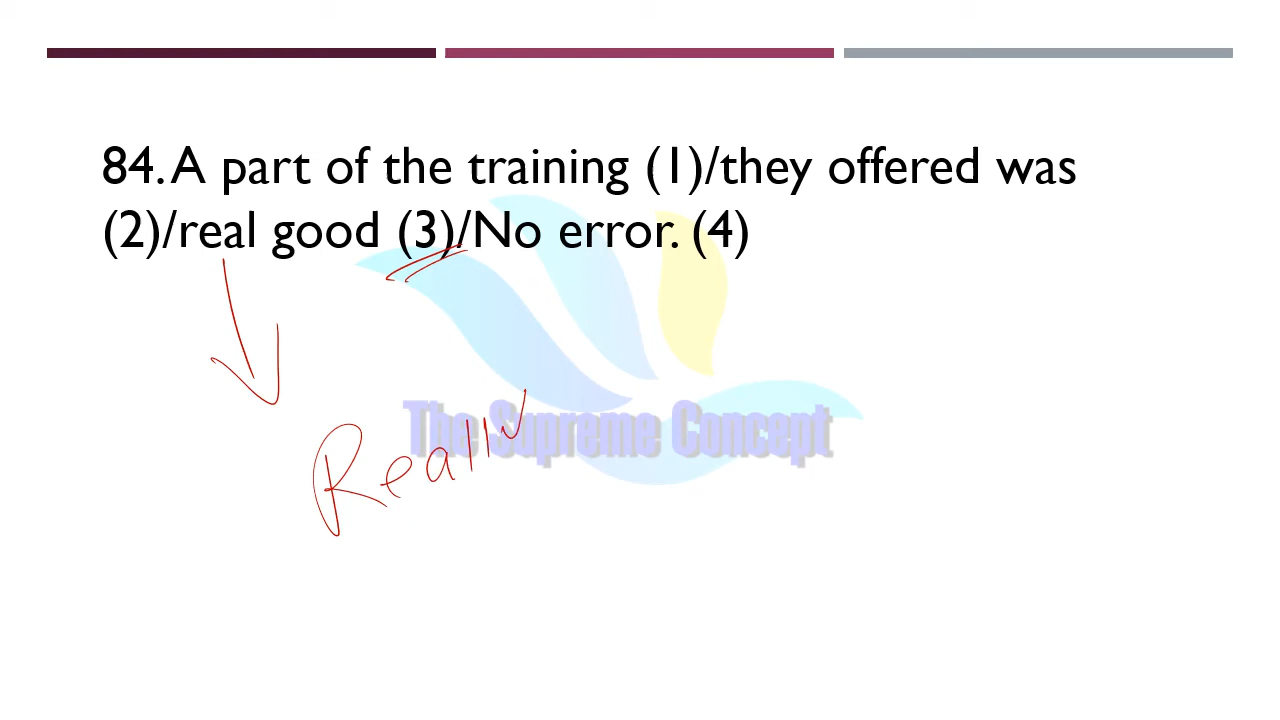 84. A part of the training (1)/they offered was
(2)/real good (3)/No error. (4)
The Supreme Concept
Really